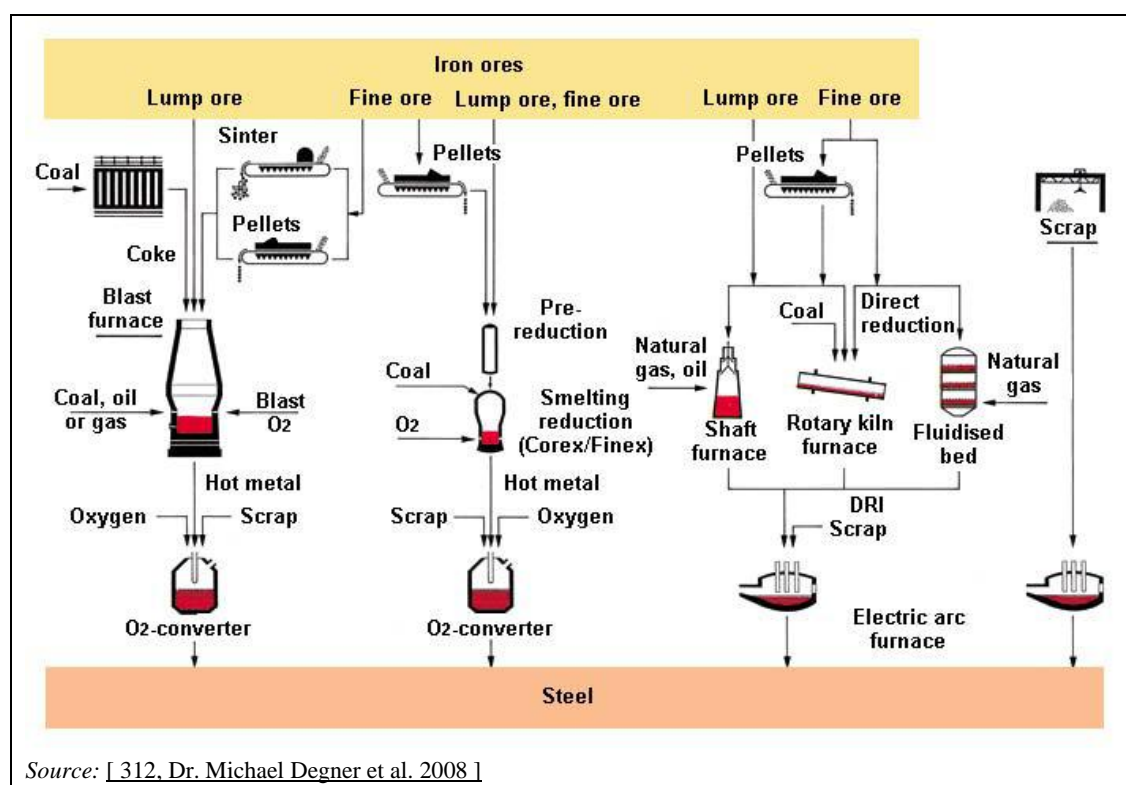 Iron ores
Lump ore
Fine ore
Lump ore, fine ore
Lump ore
Fine ore
Sinter
Coal
Pellets
Coke
Blast
furnace
Coal, oil
or gas
Blast
O2
Hot metal
Oxygen
Scrap
O2-converter
Pellets
Pre-
reduction
Coal
O2
Smelting
reduction
(Corex/Finex)
Hot metal
Scrap
Oxygen
O2-converter
Pellets
Coal
Direct
reduction
Natural
gas, oil
Shaft
furnace
Rotary kiln
furnace
Natural
gas
Fluidised
bed
DRI
Scrap
Electric arc
furnace
Scrap
Steel
Source: [ 312, Dr. Michael Degner et al. 2008 ]